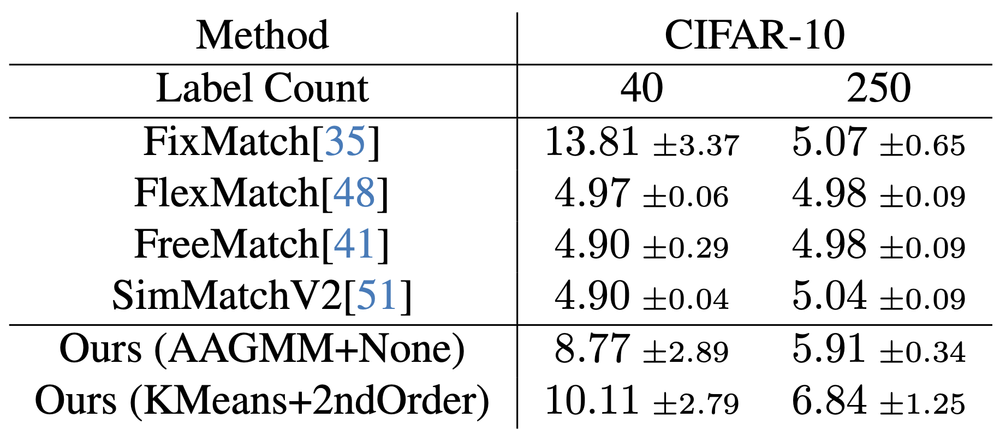 Method CIFAR-10
Label Count 40 250
FixMatch[35] 13.81 ±3.37 5.07 ±0.65
FlexMatch[48] 4.97 ±0.06 4.98 ±0.09
FreeMatch[41] 4.90 ±0.29 4.98 ±0.09
SimMatchV2[51] 4.90 ±0.04 5.04 ±0.09
Ours (AAGMM+None) 8.77 ±2.89 5.91 ±0.34
Ours (KMeans+2ndOrder) 10.11 ±2.79 6.84 ±1.25